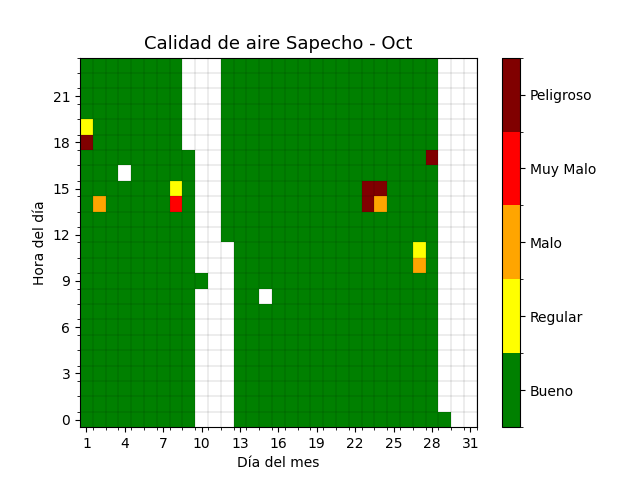 Calidad de aire Sapecho - Oct
21
18
15
12
9
6
3
0
Hora del día
1 4 7 10 13 16 19 22 25 28 31
Día del mes
Peligroso
Muy Malo
Malo
Regular
Bueno